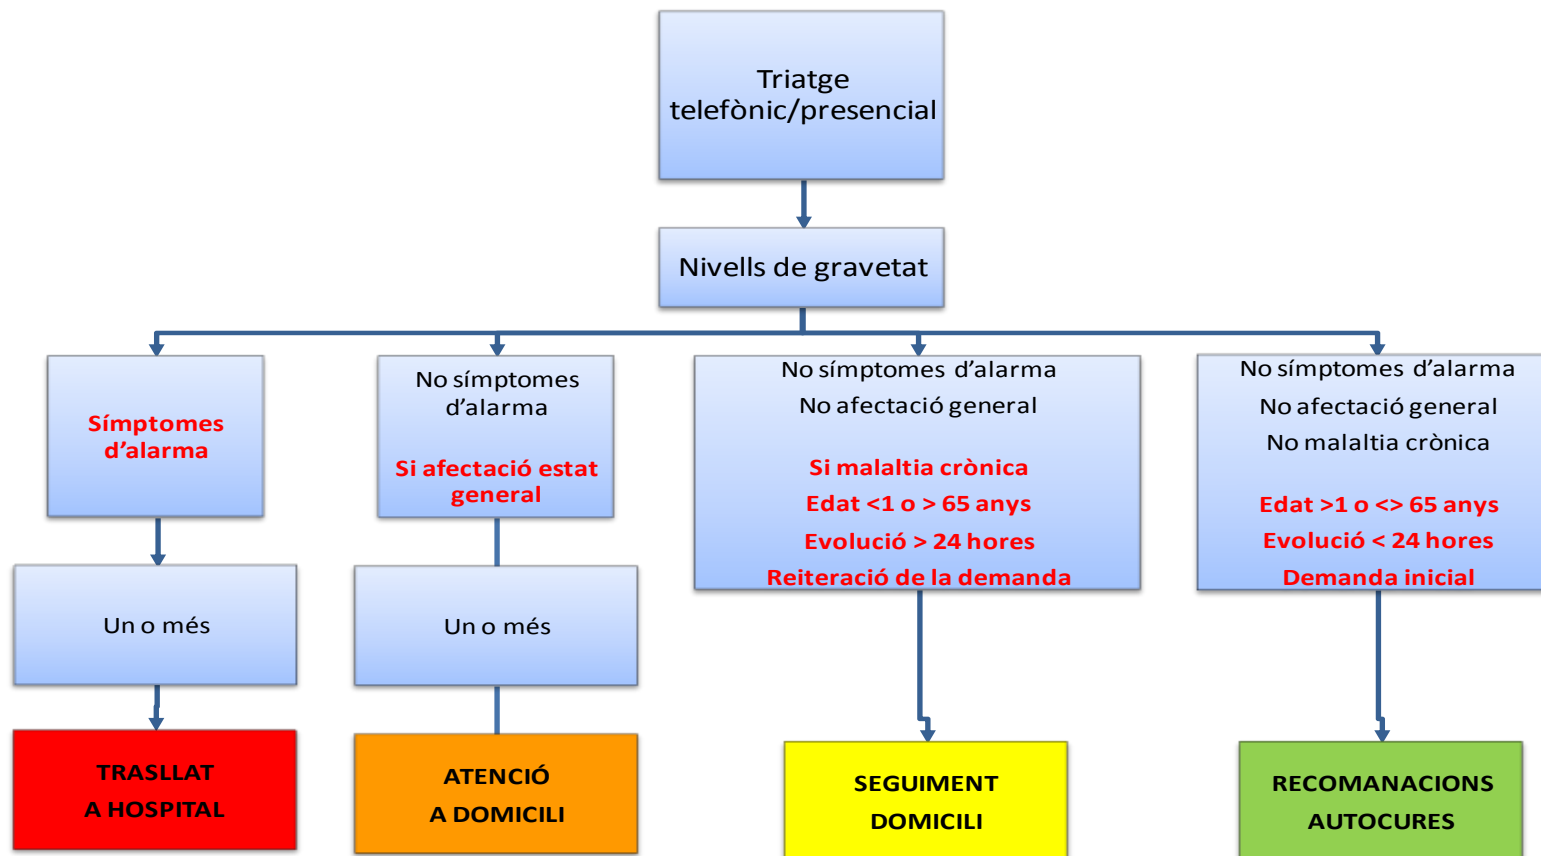 Triatge
telefònic/presencial
Nivells de gravetat
Símptomes
d’alarma
Un o més
TRASLLAT
A HOSPITAL
No símptomes
d’alarma
Si afectació estat
general
Un o més
ATENCIÓ
A DOMICILI
No símptomes d’alarma
No afectació general
Si malaltia crònica
Edat <1 o > 65 anys
Evolució > 24 hores
Reiteració de la demanda
SEGUIMENT
DOMICILI
No símptomes d’alarma
No afectació general
No malaltia crònica
Edat >1 o <> 65 anys
Evolució < 24 hores
Demanda inicial
RECOMANACIONS
AUTOCURES